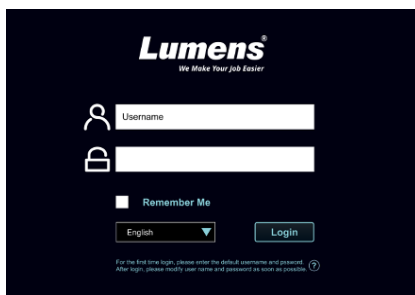 Lumens®
We Make Your Job Easier
Username
Remember Me
English
Login
For the first time login, please enter the default username and pasword.
After login, please modify user name and password as soon as possible. ?